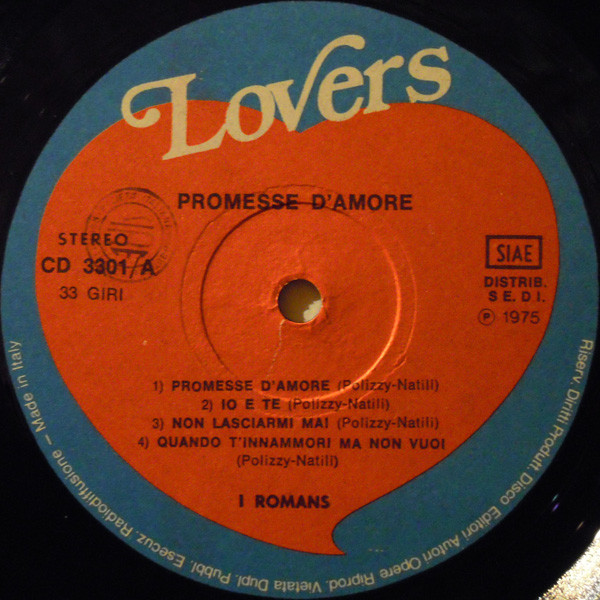 Lovers
PROMESSE D'AMORE
STEREO
CD 3301/A
33 GIRI
SIAE
DISTRIB.
S E. D I.
℗ 1975
1) PROMESSE D'AMORE (Polizzy-Natili)
2) IO E TE (Polizzy-Natili)
3) NON LASCIARMI MAI (Polizzy-Natili)
4) QUANDO T'INNAMMORI MA NON VUOI
(Polizzy-Natili)
I ROMANS
Riserv. Diritti Produtt. Disco Editori Autori Opere Riprod. Vietata Dupl. Pubbl. Esecuz. Radiodiffusione - Made in Italy